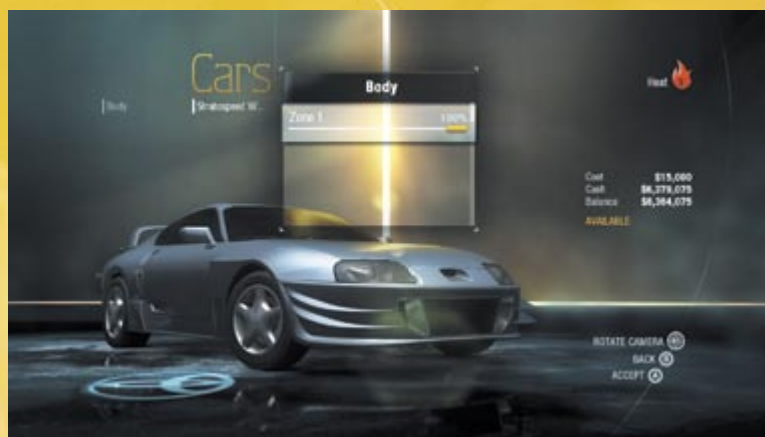 Cars
Body
Stratospeed W...
Body
Zone 1 100%
Heat
Cost $15,000
Cash $6,379,075
Balance $6,364,075
AVAILABLE
ROTATE CAMERA
BACK B
ACCEPT A